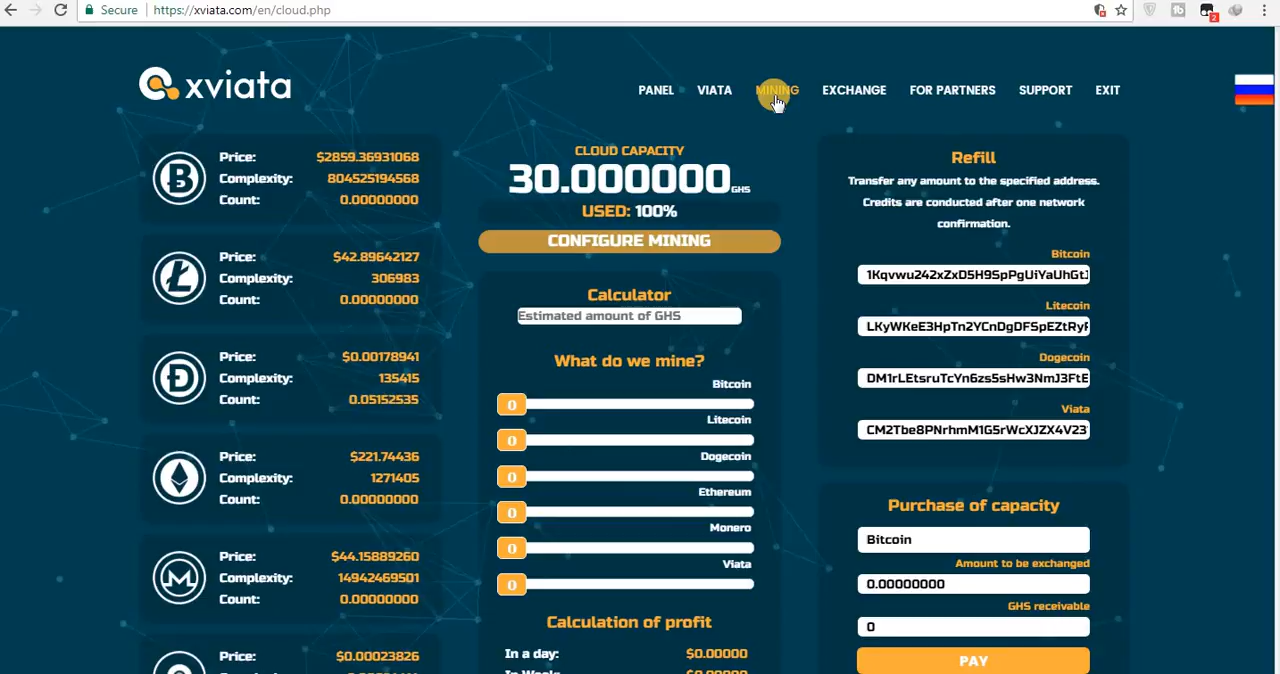 Secure | https://xviata.com/en/cloud.php
2
xviata
PANEL VIATA MINING EXCHANGE FOR PARTNERS SUPPORT EXIT
Price: $2859.36931068
Complexity: 804525194568
Count: 0.00000000
Price: $42.89642127
Complexity: 306983
Count: 0.00000000
Price: $0.00178941
Complexity: 135415
Count: 0.05152535
Price: $221.74436
Complexity: 1271405
Count: 0.00000000
Price: $44.15889260
Complexity: 14942469501
Count: 0.00000000
Price: $0.00023826
CLOUD CAPACITY
30.000000 GHS
USED: 100%
CONFIGURE MINING
Calculator
Estimated amount of GHS
What do we mine?
Bitcoin
0
Litecoin
0
Dogecoin
0
Ethereum
0
Monero
0
Viata
0
Calculation of profit
In a day: $0.00000
In Week:
Refill
Transfer any amount to the specified address.
Credits are conducted after one network
confirmation.
Bitcoin
1Kqvwu242xZxD5H9SpPgUiYaUhGtJ
Litecoin
LKyWKeE3HpTn2YCnDgDFSpEZtRyF
Dogecoin
DM1rLEtsruTcYn6zs5sHw3NmJ3FtE
Viata
CM2Tbe8PNrhmM1G5rWcXJZX4V23
Purchase of capacity
Bitcoin
Amount to be exchanged
0.00000000
GHS receivable
0
PAY